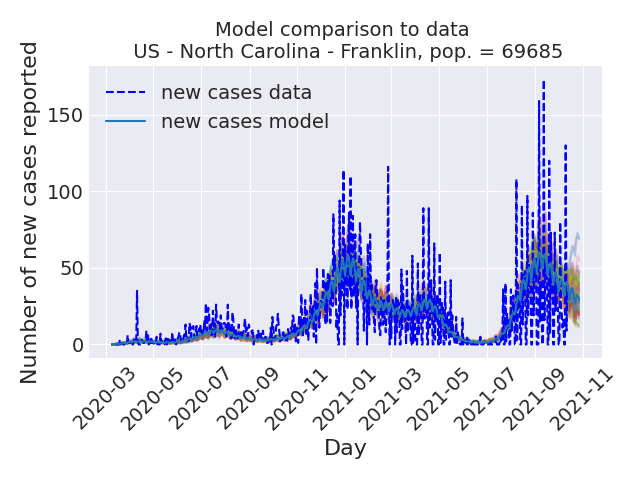 Model comparison to data
US - North Carolina - Franklin, pop. = 69685
Number of new cases reported
150
100
50
0
new cases data
new cases model
2020-03
2020-05
2020-07
2020-09
2020-11
2021-01
2021-03
2021-05
2021-07
2021-09
2021-11
Day